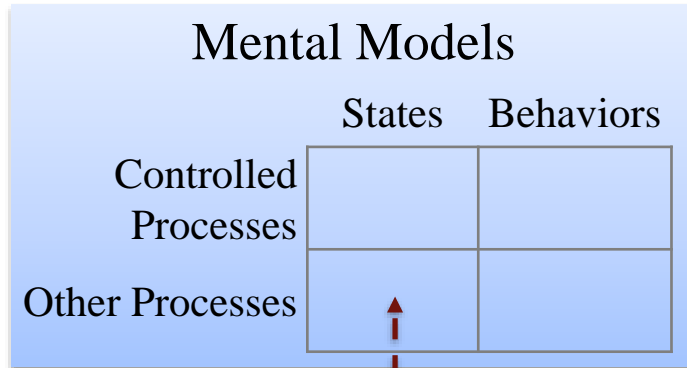 Mental Models
States Behaviors
Controlled
Processes
Other Processes